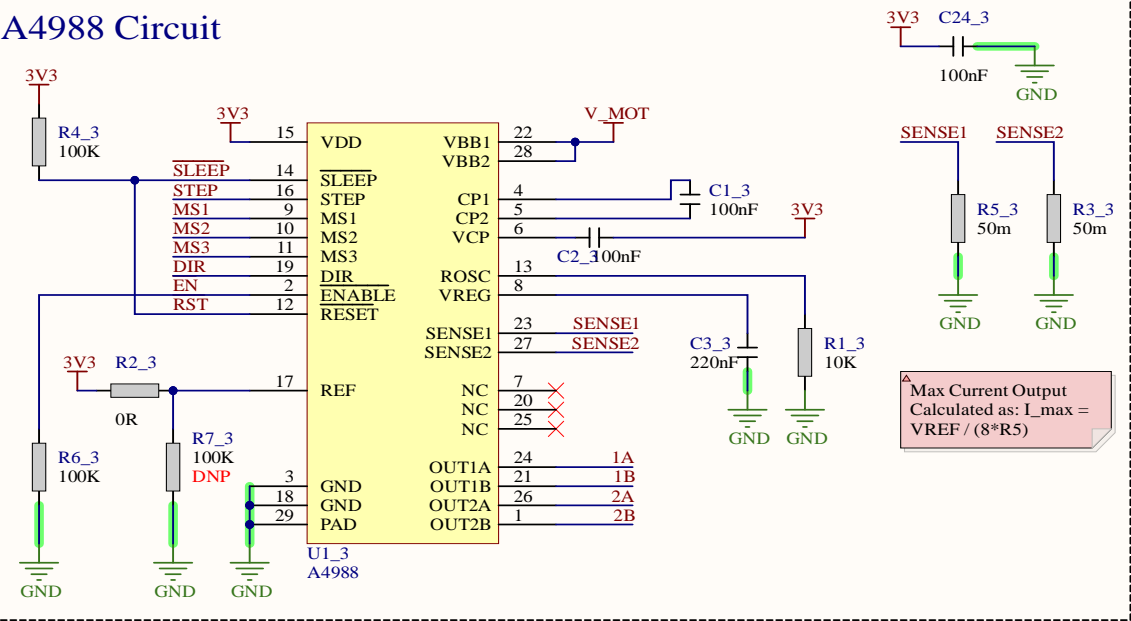 A4988 Circuit
3V3
C24_3
100nF
GND
3V3
R4_3
100K
3V3
15
VDD
SLEEP
14
SLEEP
STEP
16
STEP
MS1
9
MS1
MS2
10
MS2
MS3
11
MS3
DIR
19
DIR
EN
2
ENABLE
RST
12
RESET
3V3
R2_3
0R
17
REF
R7_3
100K
DNP
R6_3
100K
3
GND
18
GND
29
PAD
GND
GND
GND
U1_3
A4988
V_MOT
VBB1
22
VBB2
28
CP1
4
CP2
5
C1_3
100nF
VCP
6
C2_3
100nF
3V3
ROSC
13
VREG
8
SENSE1
23
SENSE1
SENSE2
27
SENSE2
C3_3
220nF
R1_3
10K
NC
7
NC
20
NC
25
GND
GND
OUT1A
24
1A
OUT1B
21
1B
OUT2A
26
2A
OUT2B
1
2B
SENSE1
SENSE2
R5_3
50m
R3_3
50m
GND
GND
Max Current Output
Calculated as: I_max =
VREF / (8*R5)